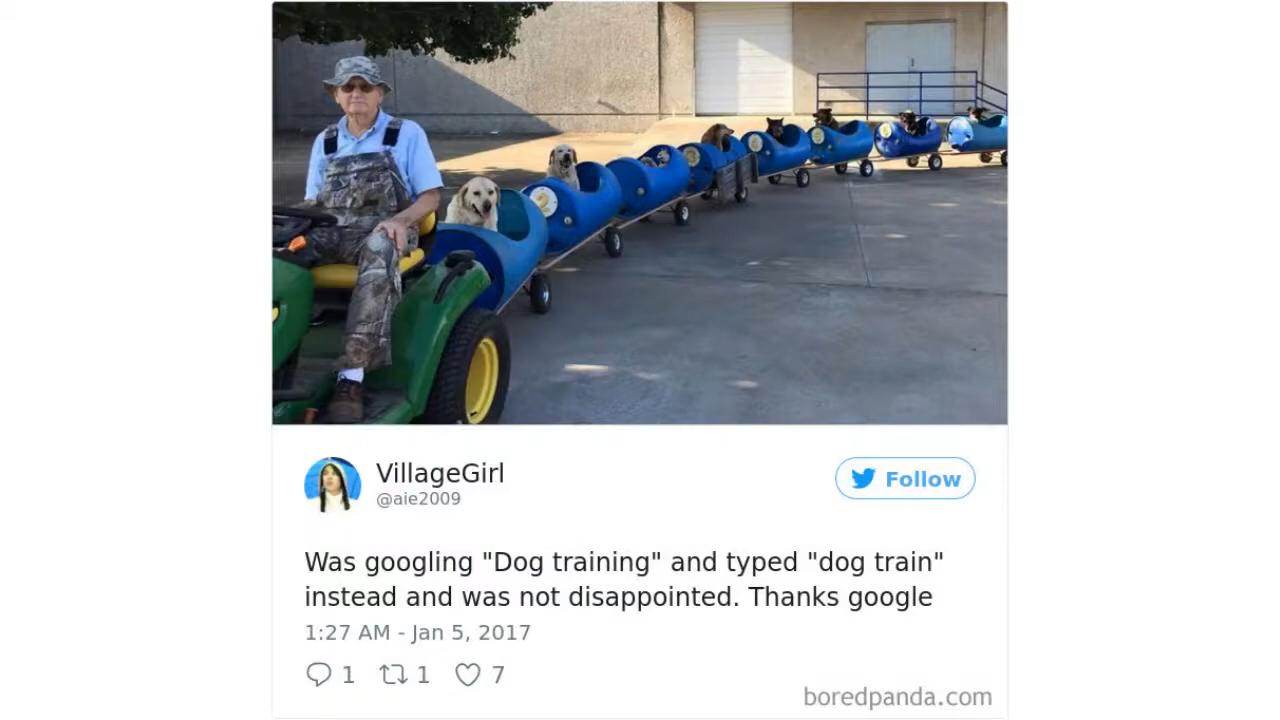 VillageGirl
@aie2009
Follow
Was googling "Dog training" and typed "dog train"
instead and was not disappointed. Thanks google
1:27 AM - Jan 5, 2017
1 1 7
boredpanda.com